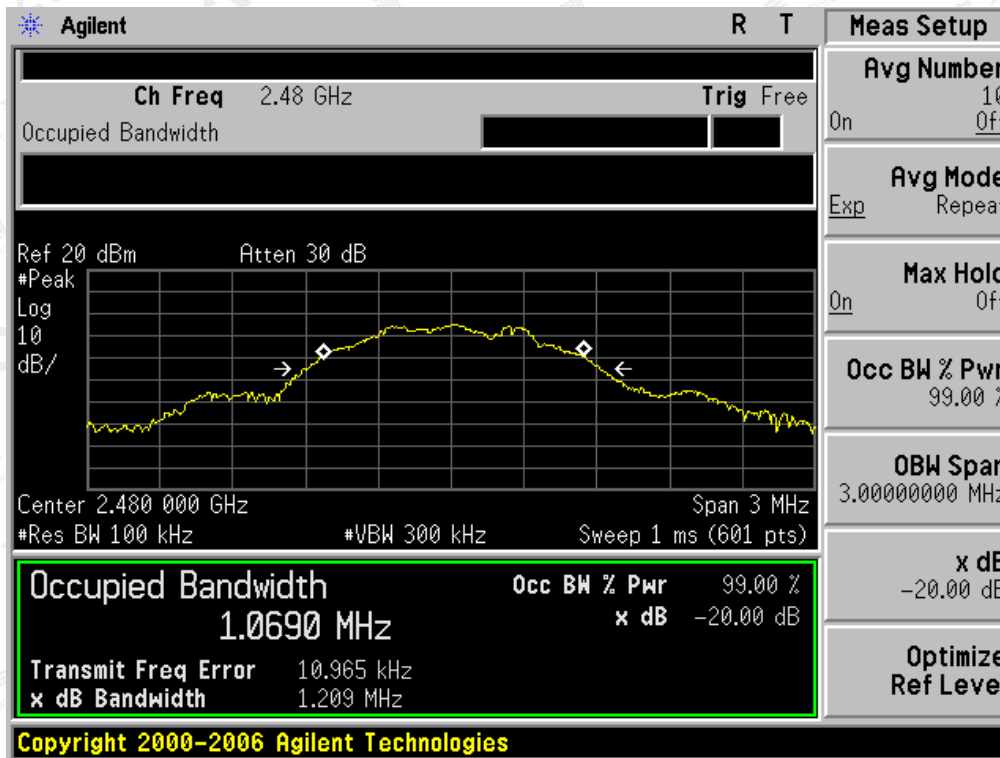 Agilent R T
Ch Freq 2.48 GHz Trig Free
Occupied Bandwidth
Ref 20 dBm Atten 30 dB
#Peak
Log
10
dB/
Center 2.480 000 GHz Span 3 MHz
#Res BW 100 kHz #VBW 300 kHz Sweep 1 ms (601 pts)
Occupied Bandwidth
1.0690 MHz
Occ BW % Pwr 99.00 %
x dB -20.00 dB
Transmit Freq Error 10.965 kHz
x dB Bandwidth 1.209 MHz
Copyright 2000-2006 Agilent Technologies
Meas Setup
Avg Number
10
On Off
Avg Mode
Exp Repeat
Max Hold
On Off
Occ BW % Pwr
99.00 %
OBW Span
3.00000000 MHz
x dB
-20.00 dB
Optimize
Ref Level